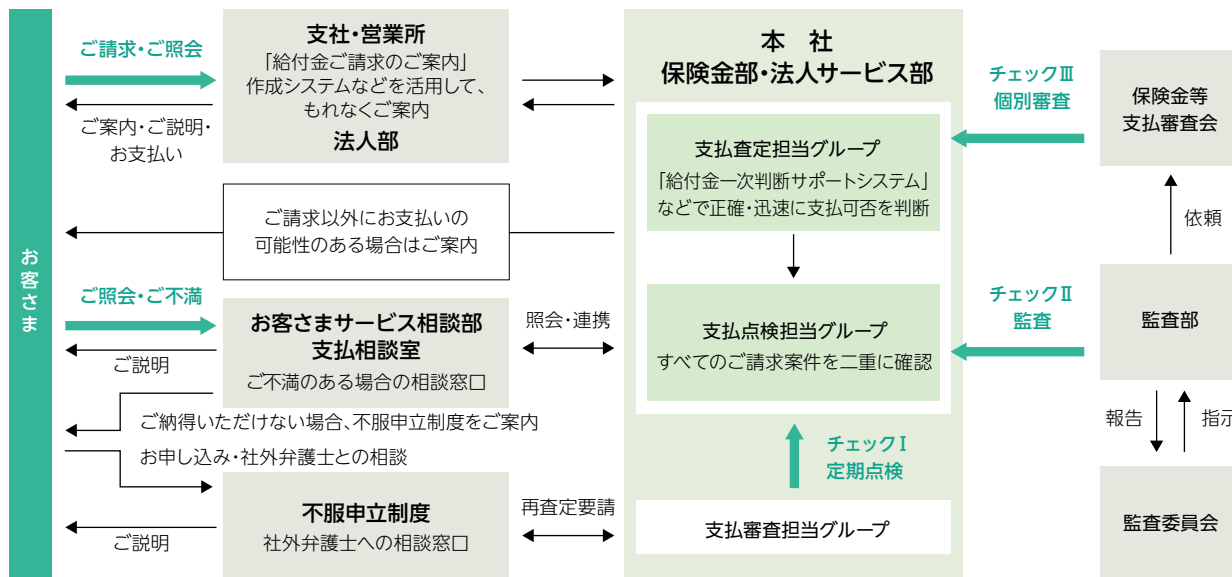 お客さま
ご請求・ご照会
ご案内・ご説明・
お支払い
支社・営業所
「給付金ご請求のご案内」
作成システムなどを活用して、
もれなくご案内
法人部
ご請求以外にお支払いの
可能性のある場合はご案内
ご照会・ご不満
ご説明
お客さまサービス相談部
支払相談室
ご不満のある場合の相談窓口
照会・連携
ご納得いただけない場合、不服申立制度をご案内
お申し込み・社外弁護士との相談
ご説明
不服申立制度
社外弁護士への相談窓口
再査定要請
本 社
保険金部・法人サービス部
支払査定担当グループ
「給付金一次判断サポートシステム」
などで正確・迅速に支払可否を判断
支払点検担当グループ
すべてのご請求案件を二重に確認
チェックⅠ
定期点検
支払審査担当グループ
チェックⅢ
個別審査
保険金等
支払審査会
依頼
チェックⅡ
監査
監査部
報告
指示
監査委員会